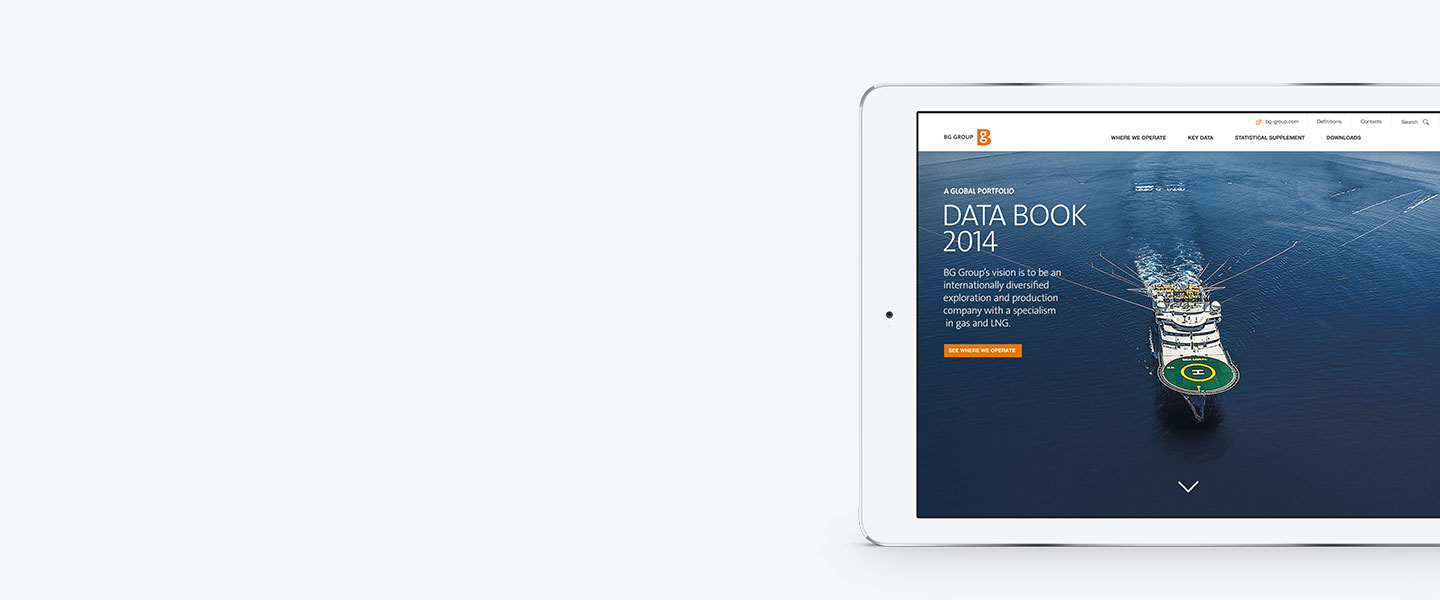 bg-group.com Definitions Contacts Search
BG GROUP g WHERE WE OPERATE KEY DATA STATISTICAL SUPPLEMENT DOWNLOADS
A GLOBAL PORTFOLIO
DATA BOOK
2014
BG Group's vision is to be an
internationally diversified
exploration and production
company with a specialism
in gas and LNG.
SEE WHERE WE OPERATE
H